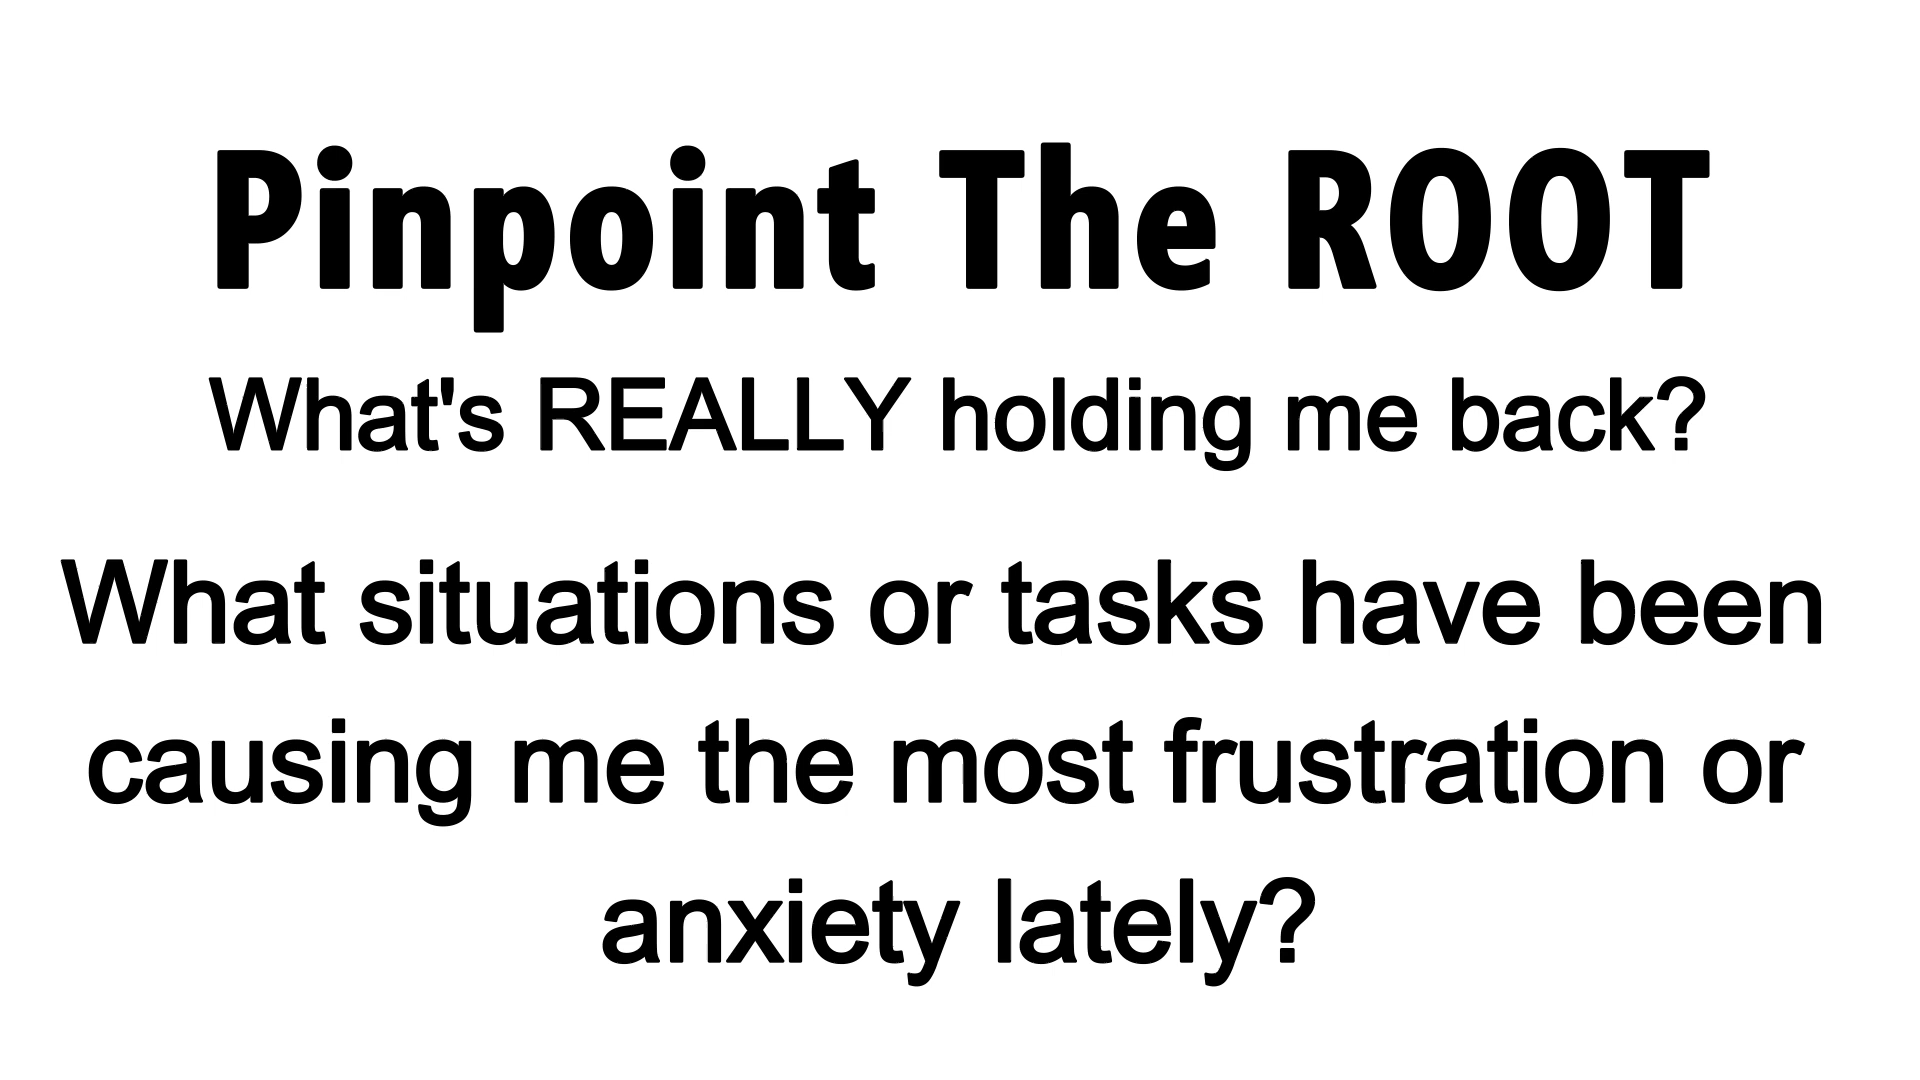 Pinpoint The ROOT
What's REALLY holding me back?
What situations or tasks have been
causing me the most frustration or
anxiety lately?